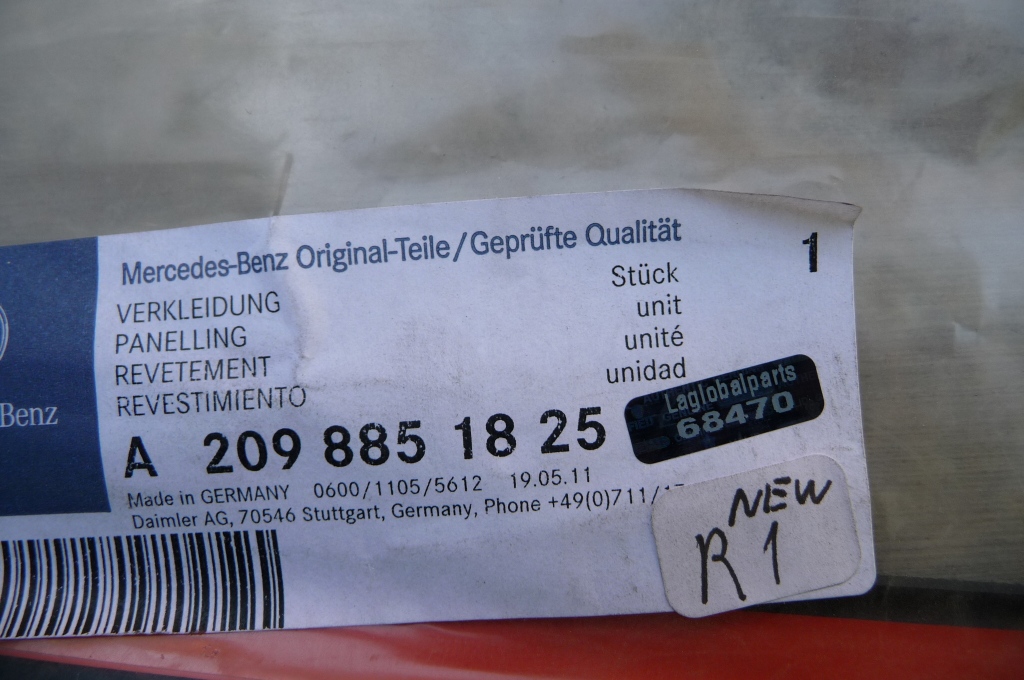 Mercedes-Benz Original-Teile/Geprüfte Qualität
1
VERKLEIDUNG Stück
PANELLING unit
REVETEMENT unité
REVESTIMIENTO unidad
Benz
Laglobalparts
68470
A 209 885 18 25
Made in GERMANY 0600/1105/5612 19.05.11
Daimler AG, 70546 Stuttgart, Germany, Phone +49(0)711/17
NEW
R 1